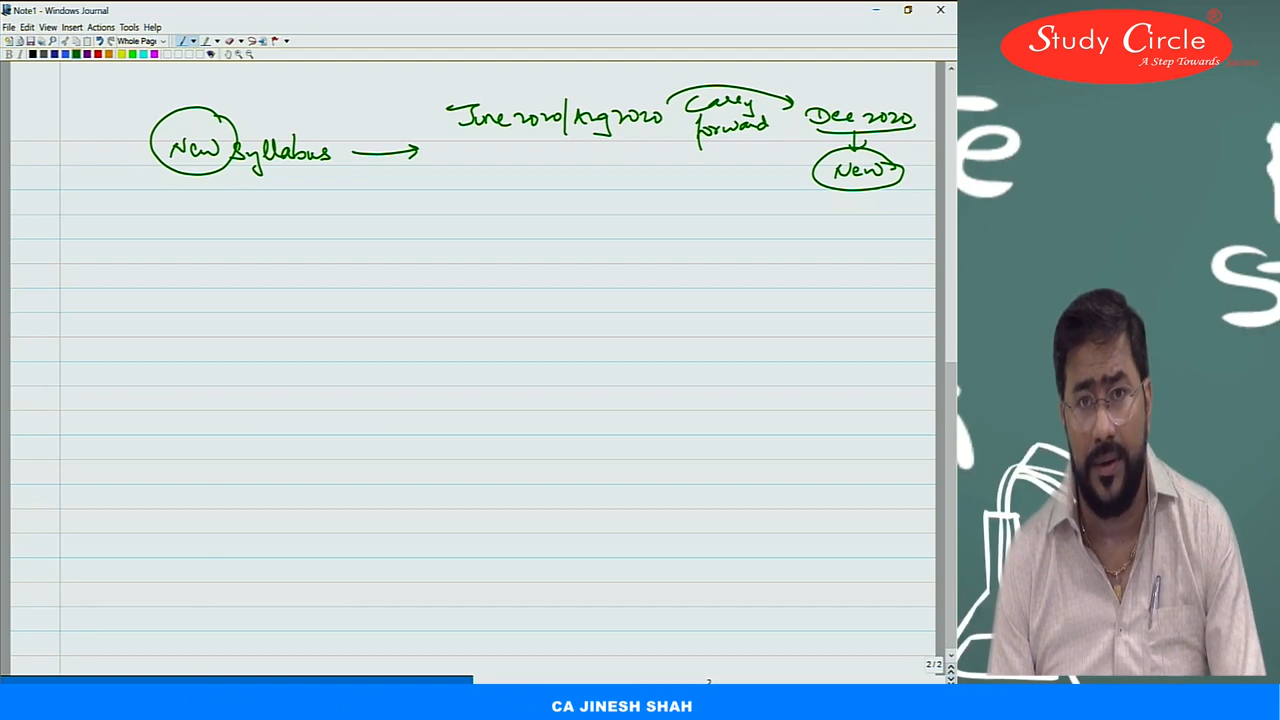 Note1 - Windows Journal
File Edit View Insert Actions Tools Help
Whole Page
B I
New Syllabus
June 2020/Aug 2020
Carry forward
Dec 2020
New
2/2
Study Circle
A Step Towards
CA JINESH SHAH